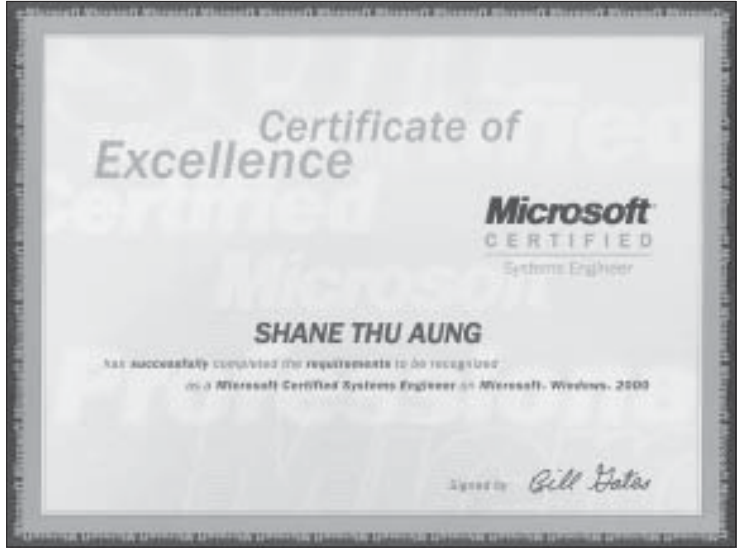 Certificate of
Excellence
Microsoft
CERTIFIED
Systems Engineer
SHANE THU AUNG
has successfully completed the requirements to be recognized
as a Microsoft Certified Systems Engineer on Microsoft. Windows. 2000
Signed by Bill Gates